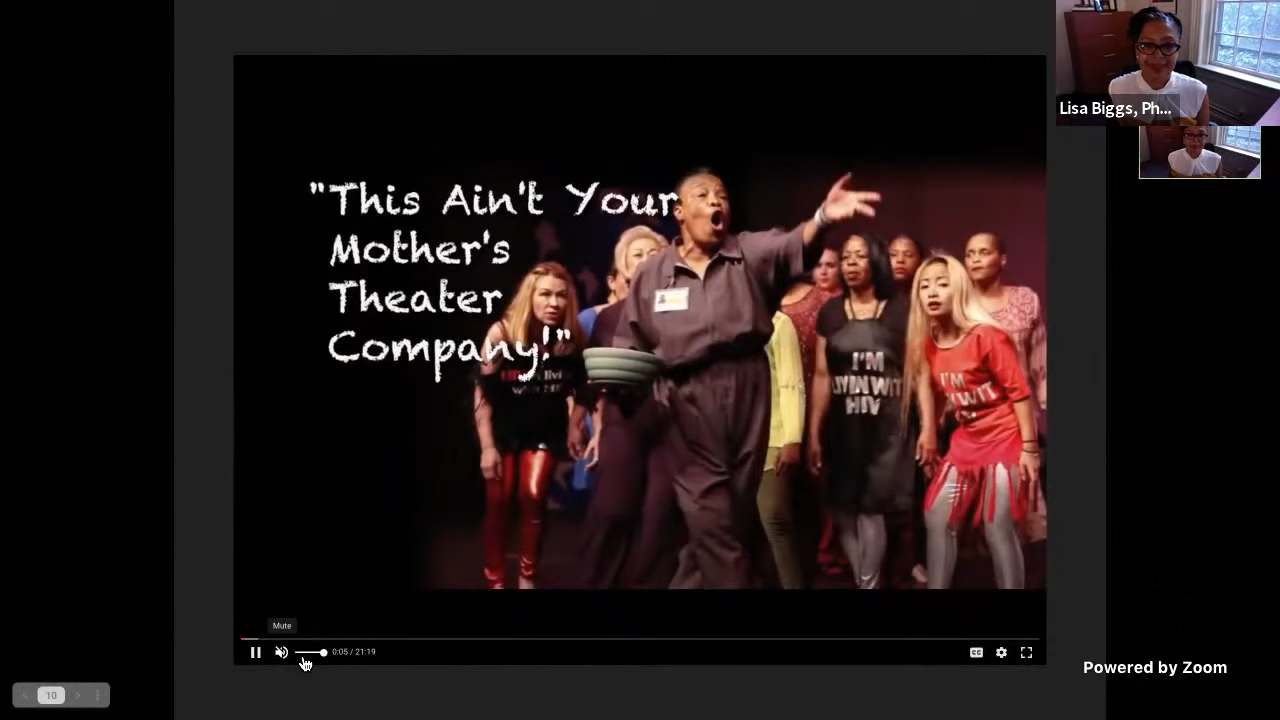 Lisa Biggs, Ph...
"This Ain't Your
Mother's
Theater
Company!"
I'M
LIVIN WIT
HIV
I'M
Mute
0:05 / 21:19
CC
10
Powered by Zoom